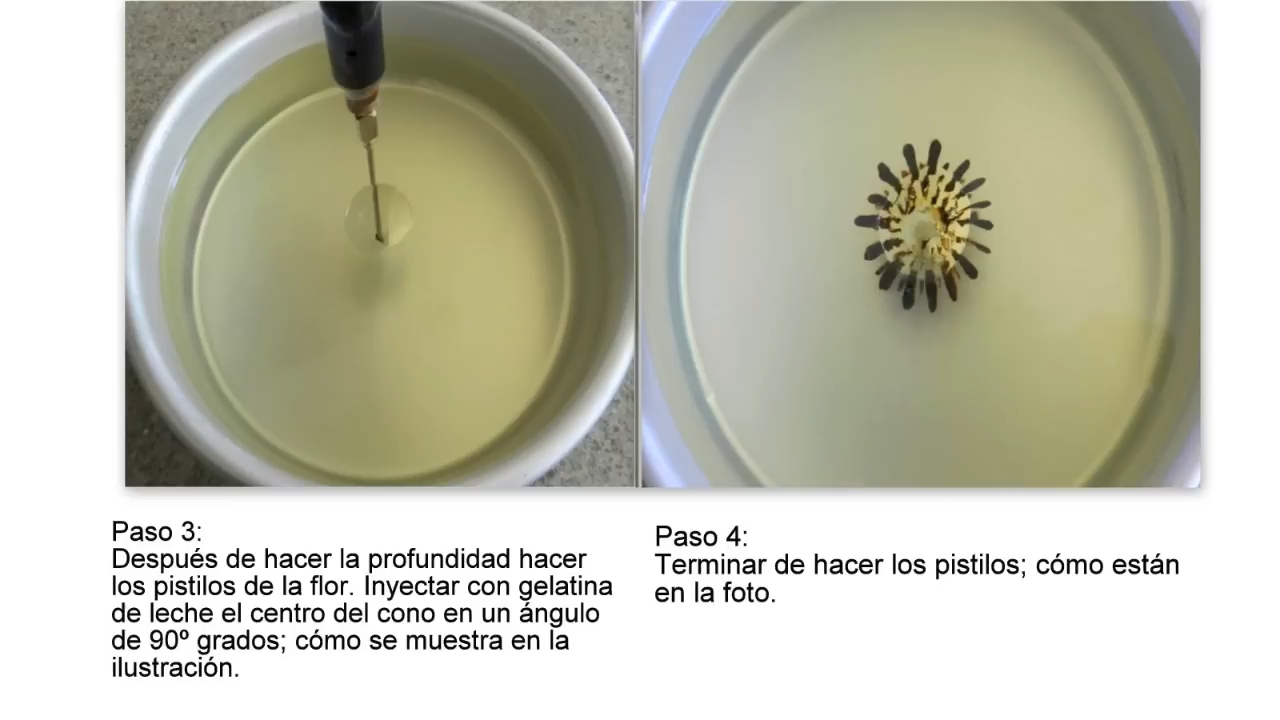 Paso 3:
Después de hacer la profundidad hacer
los pistilos de la flor. Inyectar con gelatina
de leche el centro del cono en un ángulo
de 90º grados; cómo se muestra en la
ilustración.
Paso 4:
Terminar de hacer los pistilos; cómo están
en la foto.